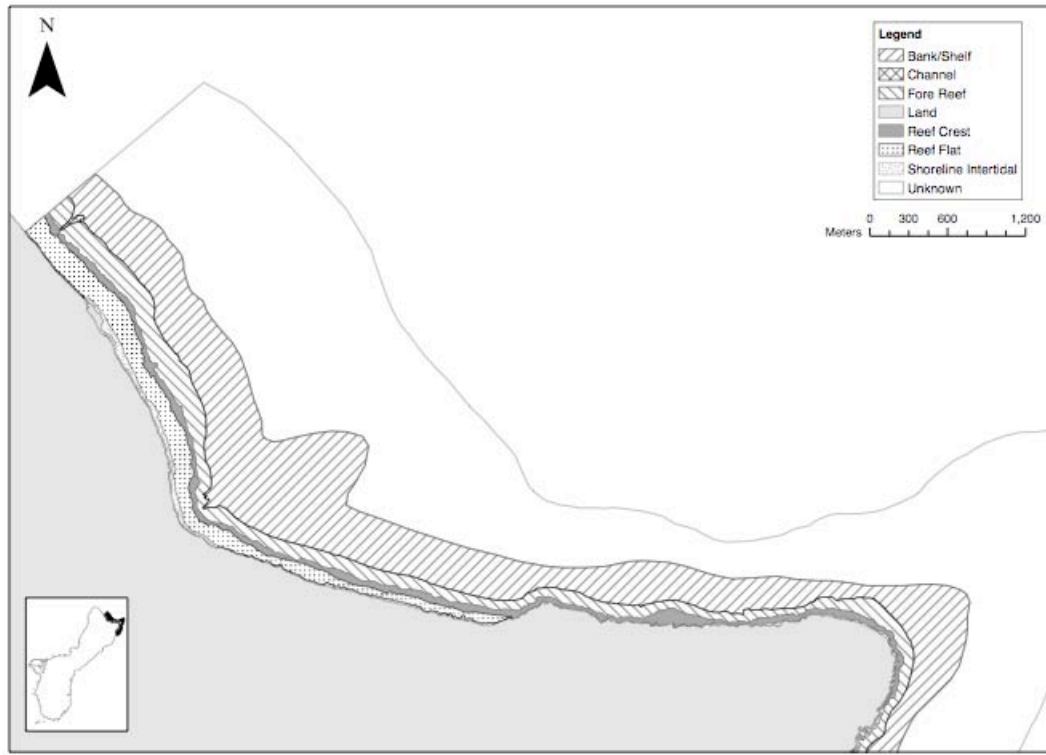 N
Legend
Bank/Shelf
Channel
Fore Reef
Land
Reef Crest
Reef Flat
Shoreline Intertidal
Unknown
0 300 600 1,200
Meters